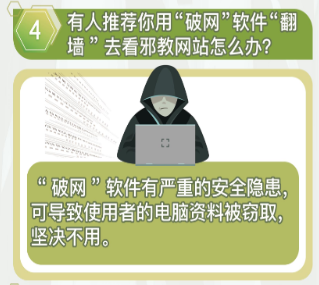 4
有人推荐你用“破网”软件“翻
墙”去看邪教网站怎么办?
“破网”软件有严重的安全隐患，
可导致使用者的电脑资料被窃取，
坚决不用。